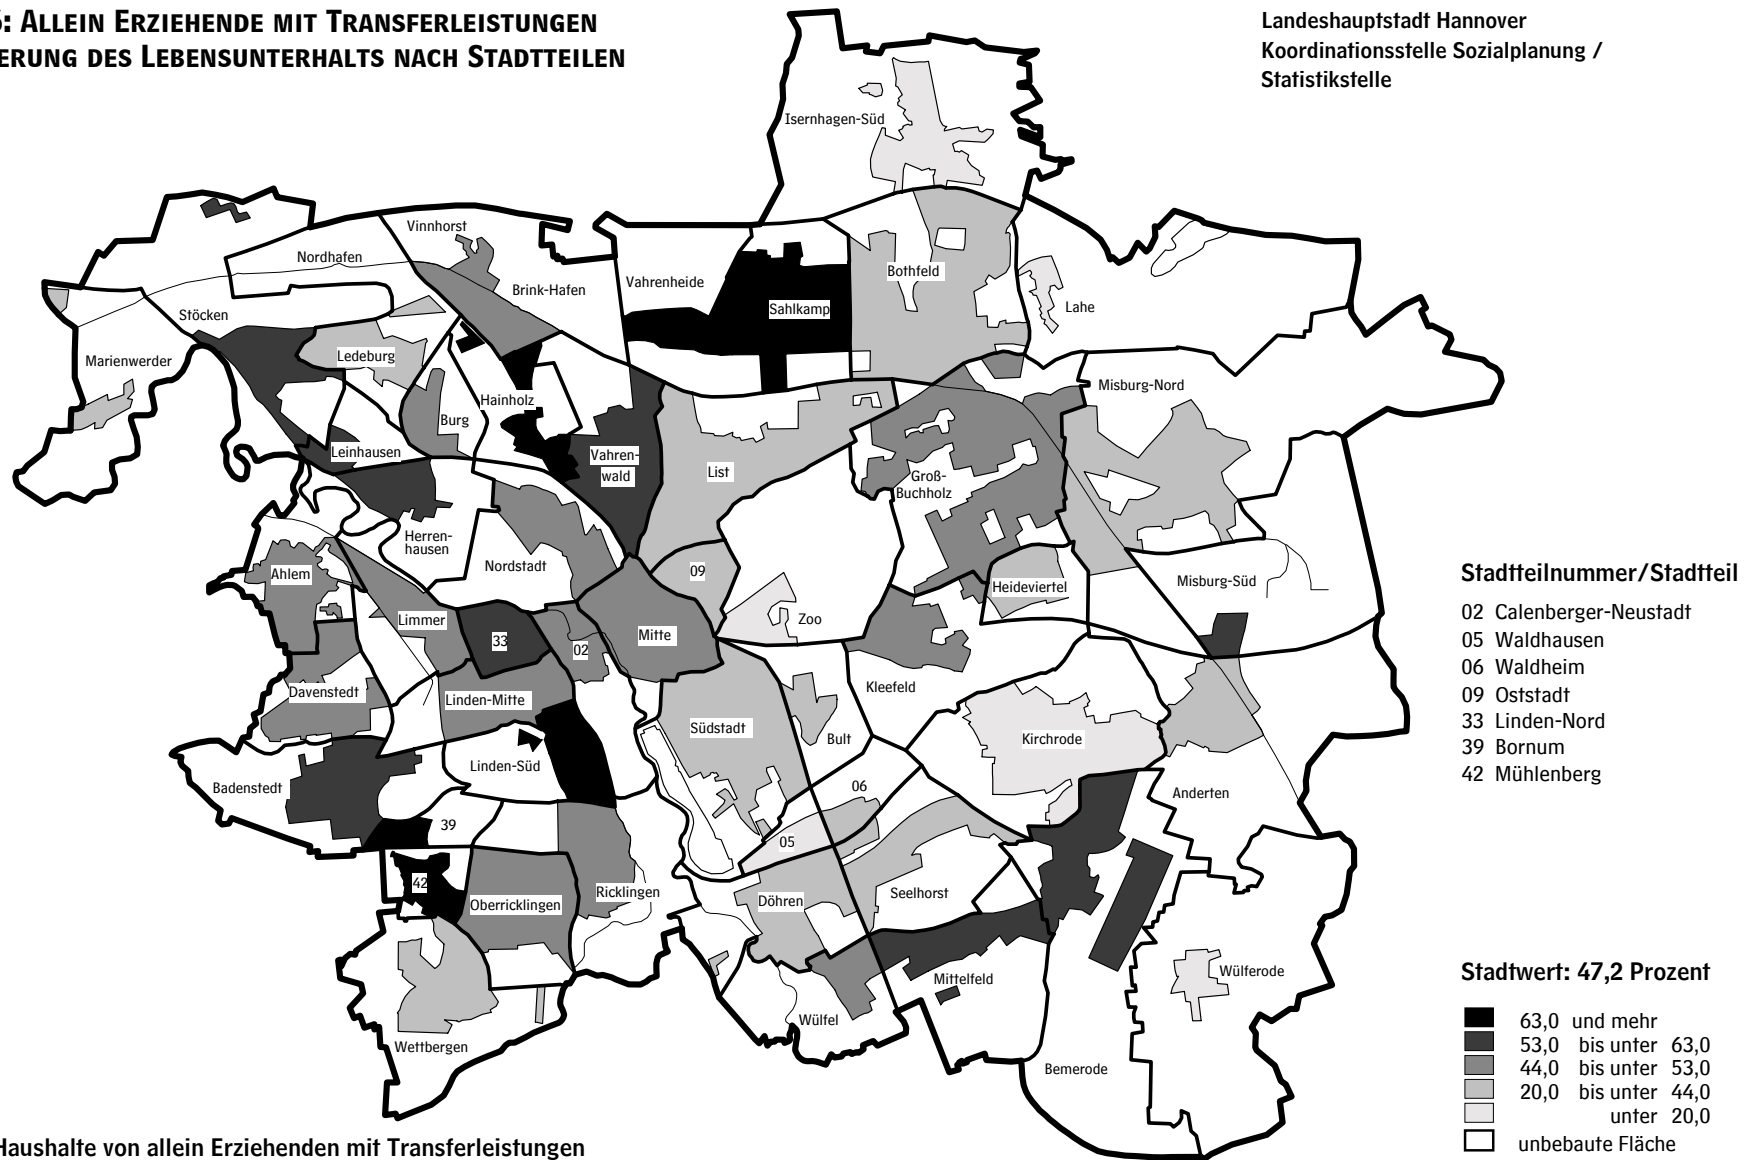 : ALLEIN ERZIEHENDE MIT TRANSFERLEISTUNGEN
ERUNG DES LEBENSUNTERHALTS NACH STADTTEILEN
Landeshauptstadt Hannover
Koordinationsstelle Sozialplanung /
Statistikstelle
Isernhagen-Süd
Vinnhorst
Nordhafen
Brink-Hafen
Vahrenheide
Sahlkamp
Bothfeld
Lahe
Stöcken
Marienwerder
Ledeburg
Hainholz
Burg
Leinhausen
Misburg-Nord
Vahren-
wald
List
Groß-
Buchholz
Herren-
hausen
Nordstadt
Ahlem
09
Heideviertel
Misburg-Süd
Limmer
33
02
Mitte
Zoo
Davenstedt
Linden-Mitte
Kleefeld
Südstadt
Bult
Kirchrode
Badenstedt
Linden-Süd
06
Anderten
39
05
42
Oberricklingen
Ricklingen
Döhren
Seelhorst
Mittelfeld
Wülferode
Wülfel
Wettbergen
Bemerode
Stadtteilnummer/Stadtteil
02 Calenberger-Neustadt
05 Waldhausen
06 Waldheim
09 Oststadt
33 Linden-Nord
39 Bornum
42 Mühlenberg
Stadtwert: 47,2 Prozent
63,0 und mehr
53,0 bis unter 63,0
44,0 bis unter 53,0
20,0 bis unter 44,0
unter 20,0
unbebaute Fläche
Haushalte von allein Erziehenden mit Transferleistungen